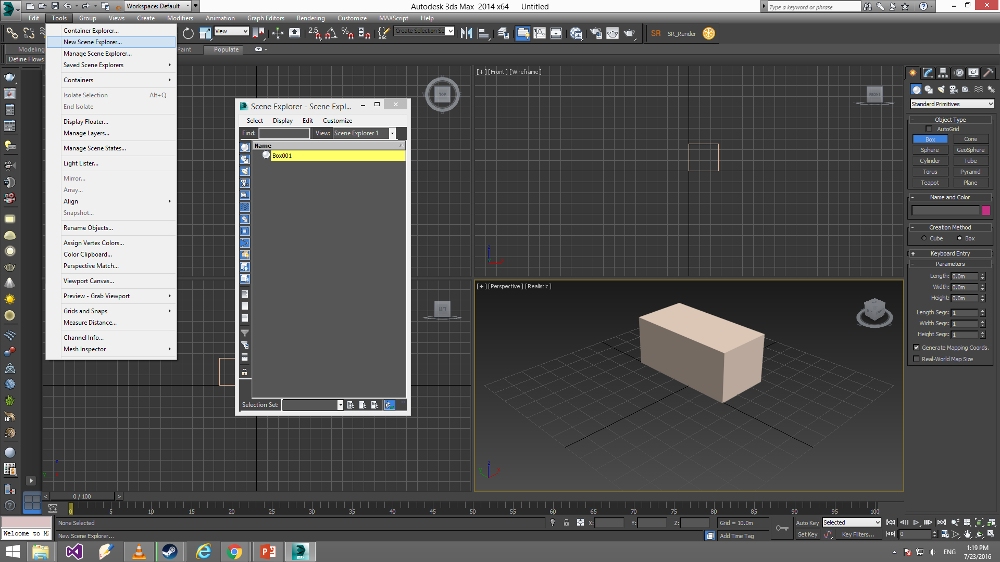 Workspace: Default
Autodesk 3ds Max 2014 x64 Untitled
Type a keyword or phrase
Edit Tools Group Views Create Modifiers Animation Graph Editors Rendering Customize MAXScript Help
View
2.5
Create Selection Se
SR SR_Render
Modeling
Paint
Populate
Define Flows
Container Explorer...
New Scene Explorer...
Manage Scene Explorer...
Saved Scene Explorers
Containers
Isolate Selection Alt+Q
End Isolate
Display Floater...
Manage Layers...
Manage Scene States...
Light Lister...
Mirror...
Array...
Align
Snapshot...
Rename Objects...
Assign Vertex Colors...
Color Clipboard...
Perspective Match...
Viewport Canvas...
Preview - Grab Viewport
Grids and Snaps
Measure Distance...
Channel Info...
Mesh Inspector
TOP
Scene Explorer - Scene Expl...
Select Display Edit Customize
Find: View: Scene Explorer 1
Name
Box001
Selection Set:
LEFT
[+] [Front] [Wireframe]
FRONT
z
y x
[+] [Perspective] [Realistic]
z
y x
z
y
Standard Primitives
Object Type
AutoGrid
Box Cone
Sphere GeoSphere
Cylinder Tube
Torus Pyramid
Teapot Plane
Name and Color
Creation Method
Cube Box
Keyboard Entry
Parameters
Length: 0.0m
Width: 0.0m
Height: 0.0m
Length Segs: 1
Width Segs: 1
Height Segs: 1
Generate Mapping Coords.
Real-World Map Size
HF
Ox
< 0 / 100 >
0 5 10 15 20 25 30 35 40 45 50 55 60 65 70 75 80 85 90 95 100
None Selected
X: Y: Z: Grid = 10.0m
Auto Key Selected
Welcome to M
New Scene Explorer...
Add Time Tag
Set Key Key Filters...
0
MAX
ENG
1:19 PM
7/23/2016